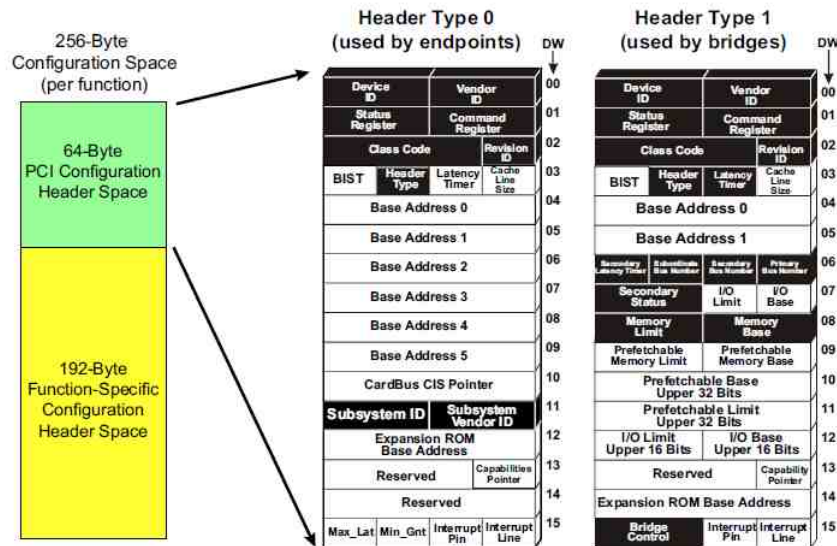 256-Byte
Configuration Space
(per function)
64-Byte
PCI Configuration
Header Space
192-Byte
Function-Specific
Configuration
Header Space
Header Type 0
(used by endpoints)
DW
Device
ID
Vendor
ID
00
Status
Register
Command
Register
01
Class Code
Revision
ID
02
BIST
Header
Type
Latency
Timer
Cache
Line
Size
03
Base Address 0
04
Base Address 1
05
Base Address 2
06
Base Address 3
07
Base Address 4
08
Base Address 5
09
CardBus CIS Pointer
10
Subsystem ID
Subsystem
Vendor ID
11
Expansion ROM
Base Address
12
Reserved
Capabilities
Pointer
13
Reserved
14
Max_Lat
Min_Gnt
Interrupt
Pin
Interrupt
Line
15
Header Type 1
(used by bridges)
DW
Device
ID
Vendor
ID
00
Status
Register
Command
Register
01
Class Code
Revision
ID
02
BIST
Header
Type
Latency
Timer
Cache
Line
Size
03
Base Address 0
04
Base Address 1
05
Secondary
Latency Timer
Subordinate
Bus Number
Secondary
Bus Number
Primary
Bus Number
06
Secondary
Status
I/O
Limit
I/O
Base
07
Memory
Limit
Memory
Base
08
Prefetchable
Memory Limit
Prefetchable
Memory Base
09
Prefetchable Base
Upper 32 Bits
10
Prefetchable Limit
Upper 32 Bits
11
I/O Limit
Upper 16 Bits
I/O Base
Upper 16 Bits
12
Reserved
Capability
Pointer
13
Expansion ROM Base Address
14
Bridge
Control
Interrupt
Pin
Interrupt
Line
15